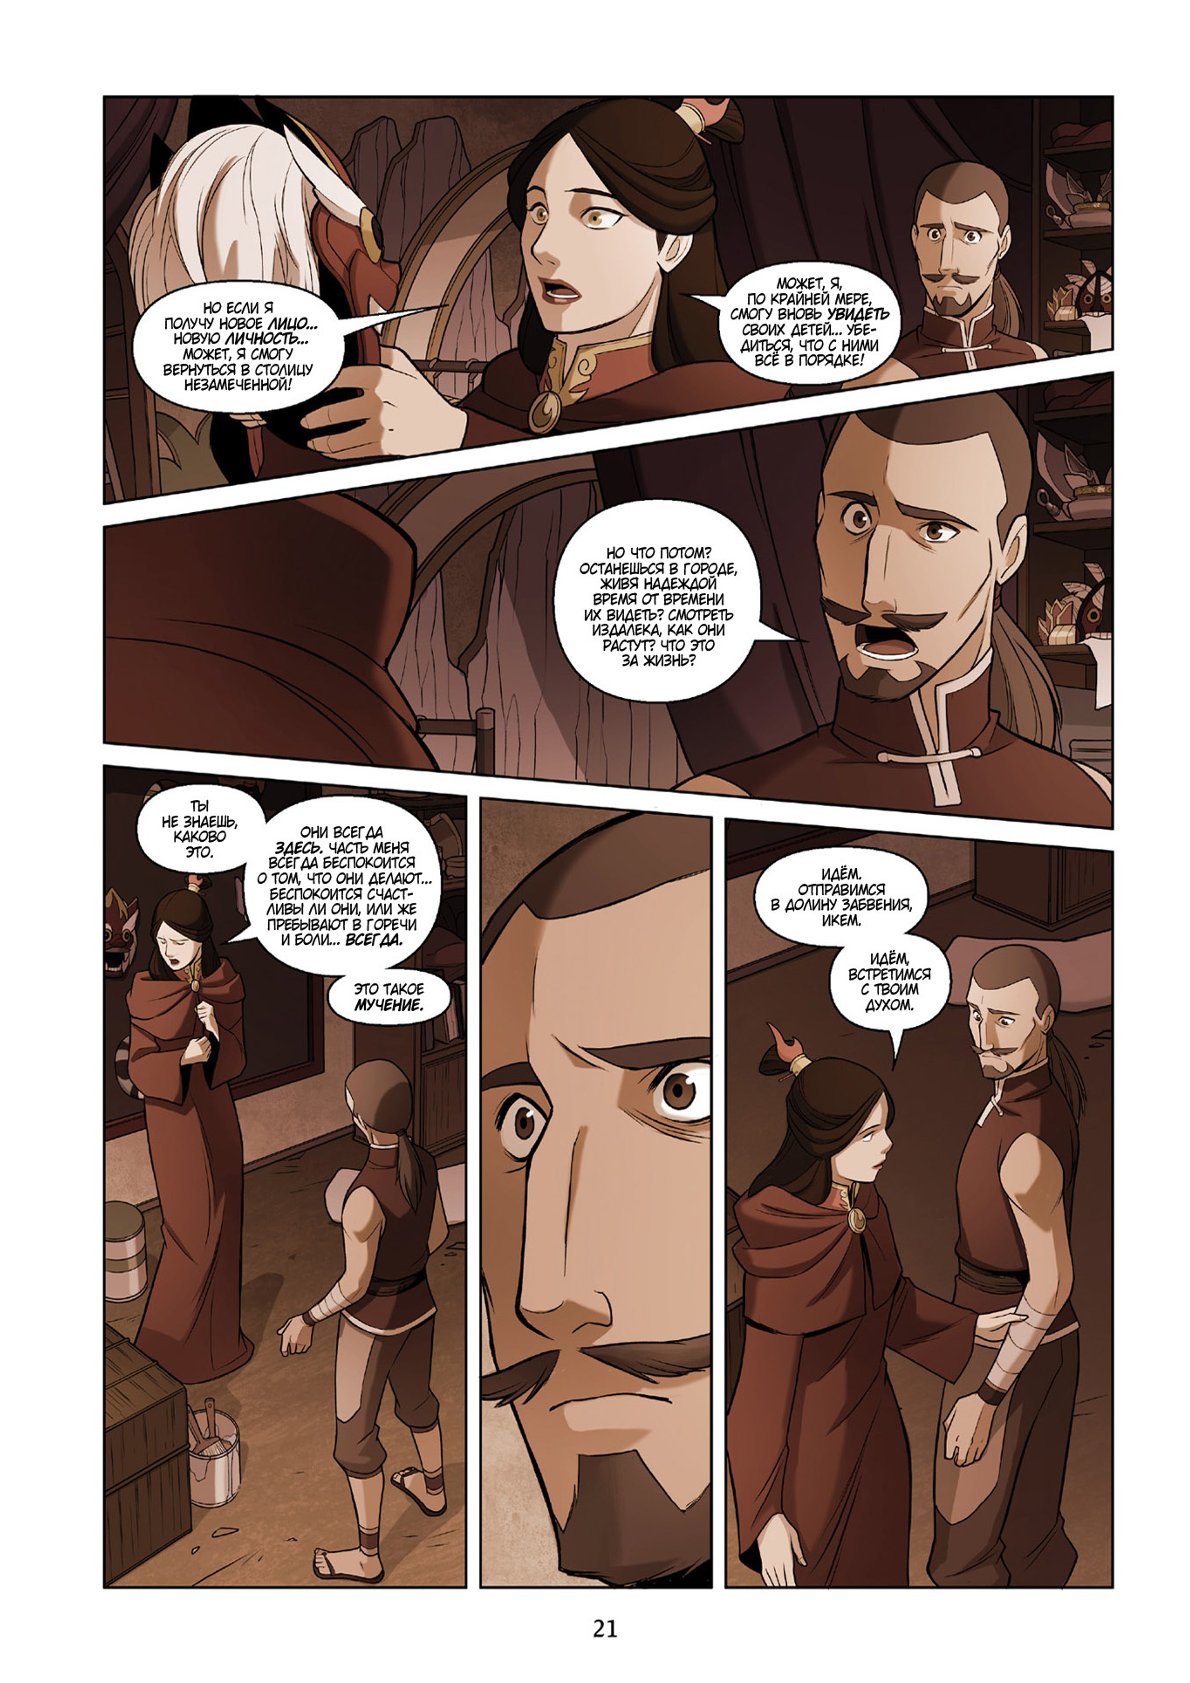 НО ЕСЛИ Я
ПОЛУЧУ НОВОЕ ЛИЦО...
НОВУЮ ЛИЧНОСТЬ...
МОЖЕТ, Я СМОГУ
ВЕРНУТЬСЯ В СТОЛИЦУ
НЕЗАМЕЧЕННОЙ!
МОЖЕТ, Я,
ПО КРАЙНЕЙ МЕРЕ,
СМОГУ ВНОВЬ УВИДЕТЬ
СВОИХ ДЕТЕЙ... УБЕ-
ДИТЬСЯ, ЧТО С НИМИ
ВСЁ В ПОРЯДКЕ!
НО ЧТО ПОТОМ?
ОСТАНЕШЬСЯ В ГОРОДЕ,
ЖИВЯ НАДЕЖДОЙ
ВРЕМЯ ОТ ВРЕМЕНИ
ИХ ВИДЕТЬ? СМОТРЕТЬ
ИЗДАЛЕКА, КАК ОНИ
РАСТУТ? ЧТО ЭТО
ЗА ЖИЗНЬ?
ТЫ
НЕ ЗНАЕШЬ,
КАКОВО
ЭТО.
ОНИ ВСЕГДА
ЗДЕСЬ. ЧАСТЬ МЕНЯ
ВСЕГДА БЕСПОКОИТСЯ
О ТОМ, ЧТО ОНИ ДЕЛАЮТ...
БЕСПОКОИТСЯ СЧАСТ-
ЛИВЫ ЛИ ОНИ, ИЛИ ЖЕ
ПРЕБЫВАЮТ В ГОРЕЧИ
И БОЛИ... ВСЕГДА.
ЭТО ТАКОЕ
МУЧЕНИЕ.
ИДЁМ.
ОТПРАВИМСЯ
В ДОЛИНУ ЗАБВЕНИЯ,
ИКЕМ.
ИДЁМ,
ВСТРЕТИМСЯ
С ТВОИМ
ДУХОМ.
21